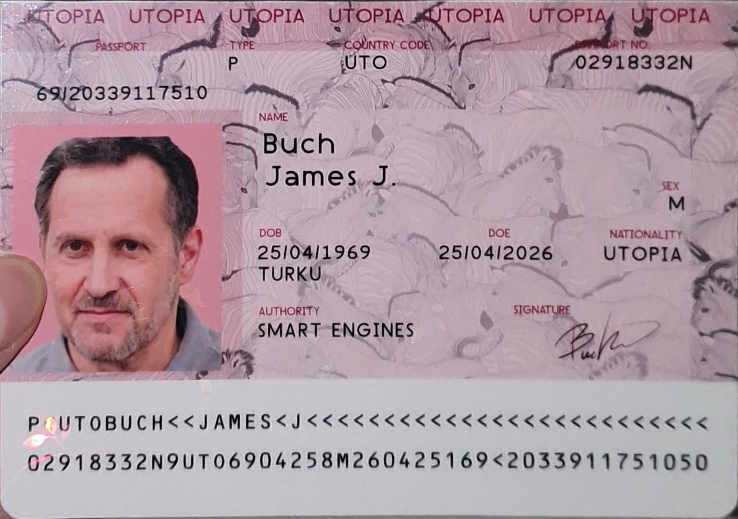 UTOPIA UTOPIA UTOPIA UTOPIA UTOPIA UTOPIA UTOPIA
PASSPORT TYPE COUNTRY CODE PASSPORT NO.
P UTO 02918332N
69/20339117510
NAME
Buch
James J.
SEX
M
DOB DOE NATIONALITY
25/04/1969 25/04/2026 UTOPIA
TURKU
AUTHORITY SIGNATURE
SMART ENGINES
P<UTOBUCH<<JAMES<J<<<<<<<<<<<<<<<<<<<<<<<<<<
02918332N9UTO6904258M260425169<2033911751050